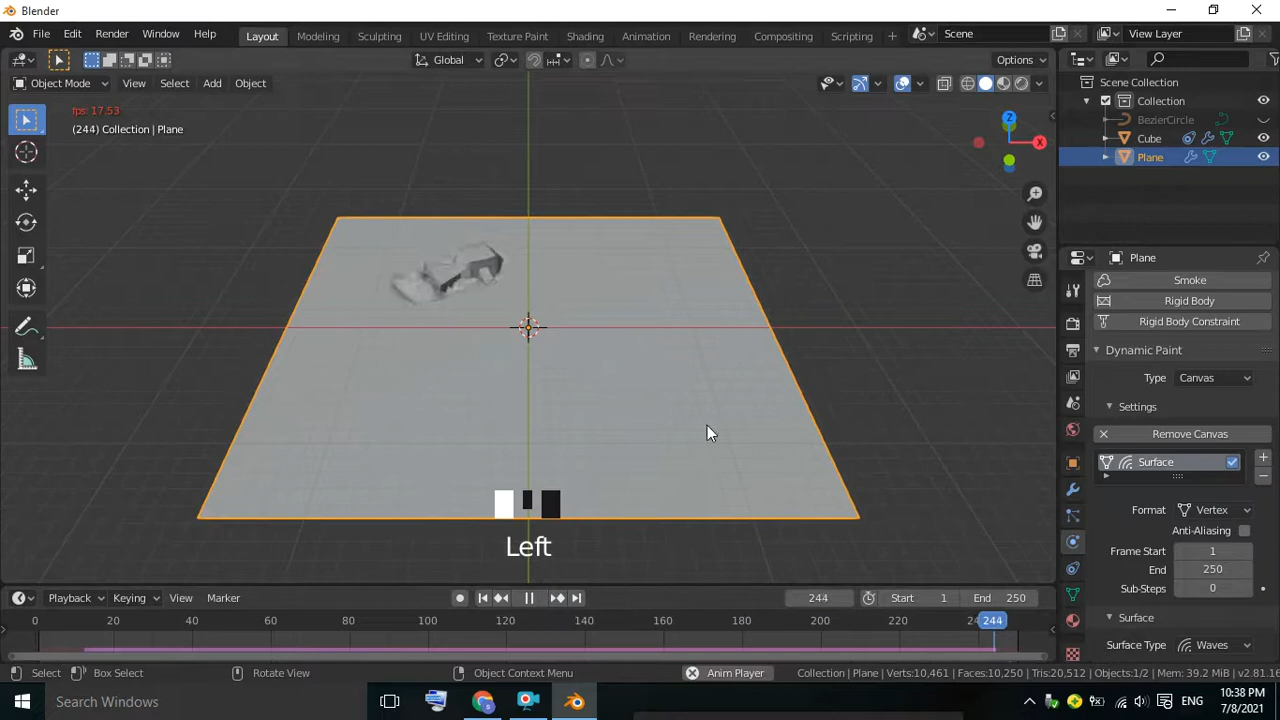 Blender
File Edit Render Window Help Layout Modeling Sculpting UV Editing Texture Paint Shading Animation Rendering Compositing Scripting + Scene View Layer
Global Options
Object Mode View Select Add Object
fps: 17.53
(244) Collection | Plane
Z
X
Scene Collection
Collection
BezierCircle
Cube
Plane
Plane
Smoke
Rigid Body
Rigid Body Constraint
Dynamic Paint
Type Canvas
Settings
Remove Canvas
Surface
Format Vertex
Anti-Aliasing
Frame Start 1
End 250
Sub-Steps 0
Surface
Surface Type Waves
Left
Playback Keying View Marker 244 Start 1 End 250
0 20 40 60 80 100 120 140 160 180 200 220 244
Select Box Select Rotate View Object Context Menu Anim Player Collection | Plane | Verts:10,461 | Faces:10,250 | Tris:20,512 | Objects:1/2 | Mem: 39.2 MiB | v2.81.16
Search Windows
ENG
10:38 PM
7/8/2021